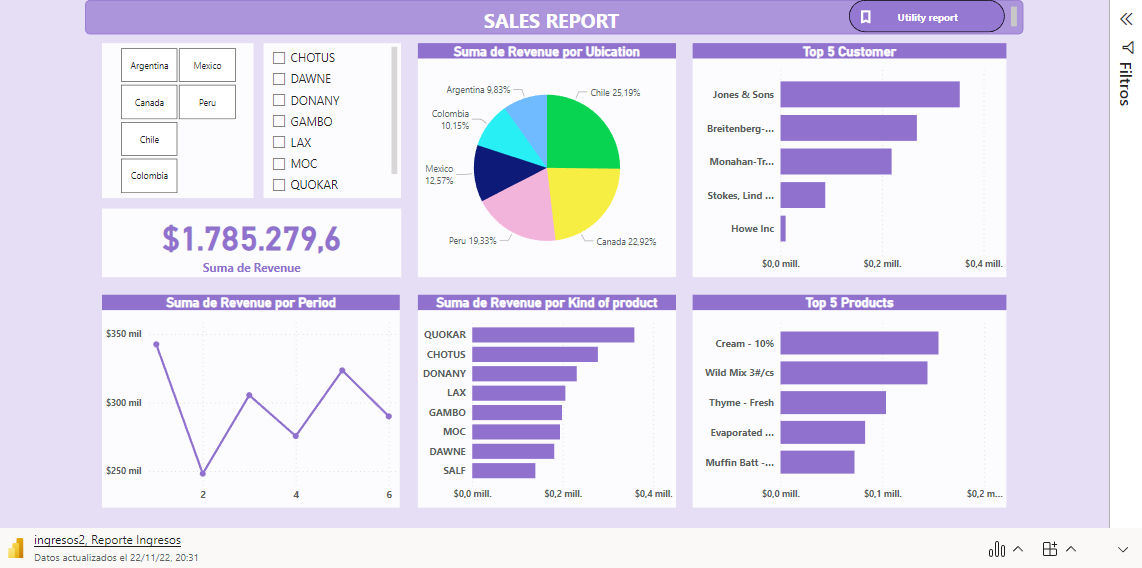 SALES REPORT
Utility report
Argentina
Mexico
Canada
Peru
Chile
Colombia
CHOTUS
DAWNE
DONANY
GAMBO
LAX
MOC
QUOKAR
$1.785.279,6
Suma de Revenue
Suma de Revenue por Ubication
Argentina 9,83%
Chile 25,19%
Colombia
10,15%
Mexico
12,57%
Peru 19,33%
Canada 22,92%
Top 5 Customer
Jones & Sons
Breitenberg-...
Monahan-Tr...
Stokes, Lind ...
Howe Inc
$0,0 mill.
$0,2 mill.
$0,4 mill.
Filtros
Suma de Revenue por Period
$350 mil
$300 mil
$250 mil
2
4
6
Suma de Revenue por Kind of product
QUOKAR
CHOTUS
DONANY
LAX
GAMBO
MOC
DAWNE
SALF
$0,0 mill.
$0,2 mill.
$0,4 mill.
Top 5 Products
Cream - 10%
Wild Mix 3#/cs
Thyme - Fresh
Evaporated ...
Muffin Batt -...
$0,0 mill.
$0,1 mill.
$0,2 m...
ingresos2, Reporte Ingresos
Datos actualizados el 22/11/22, 20:31